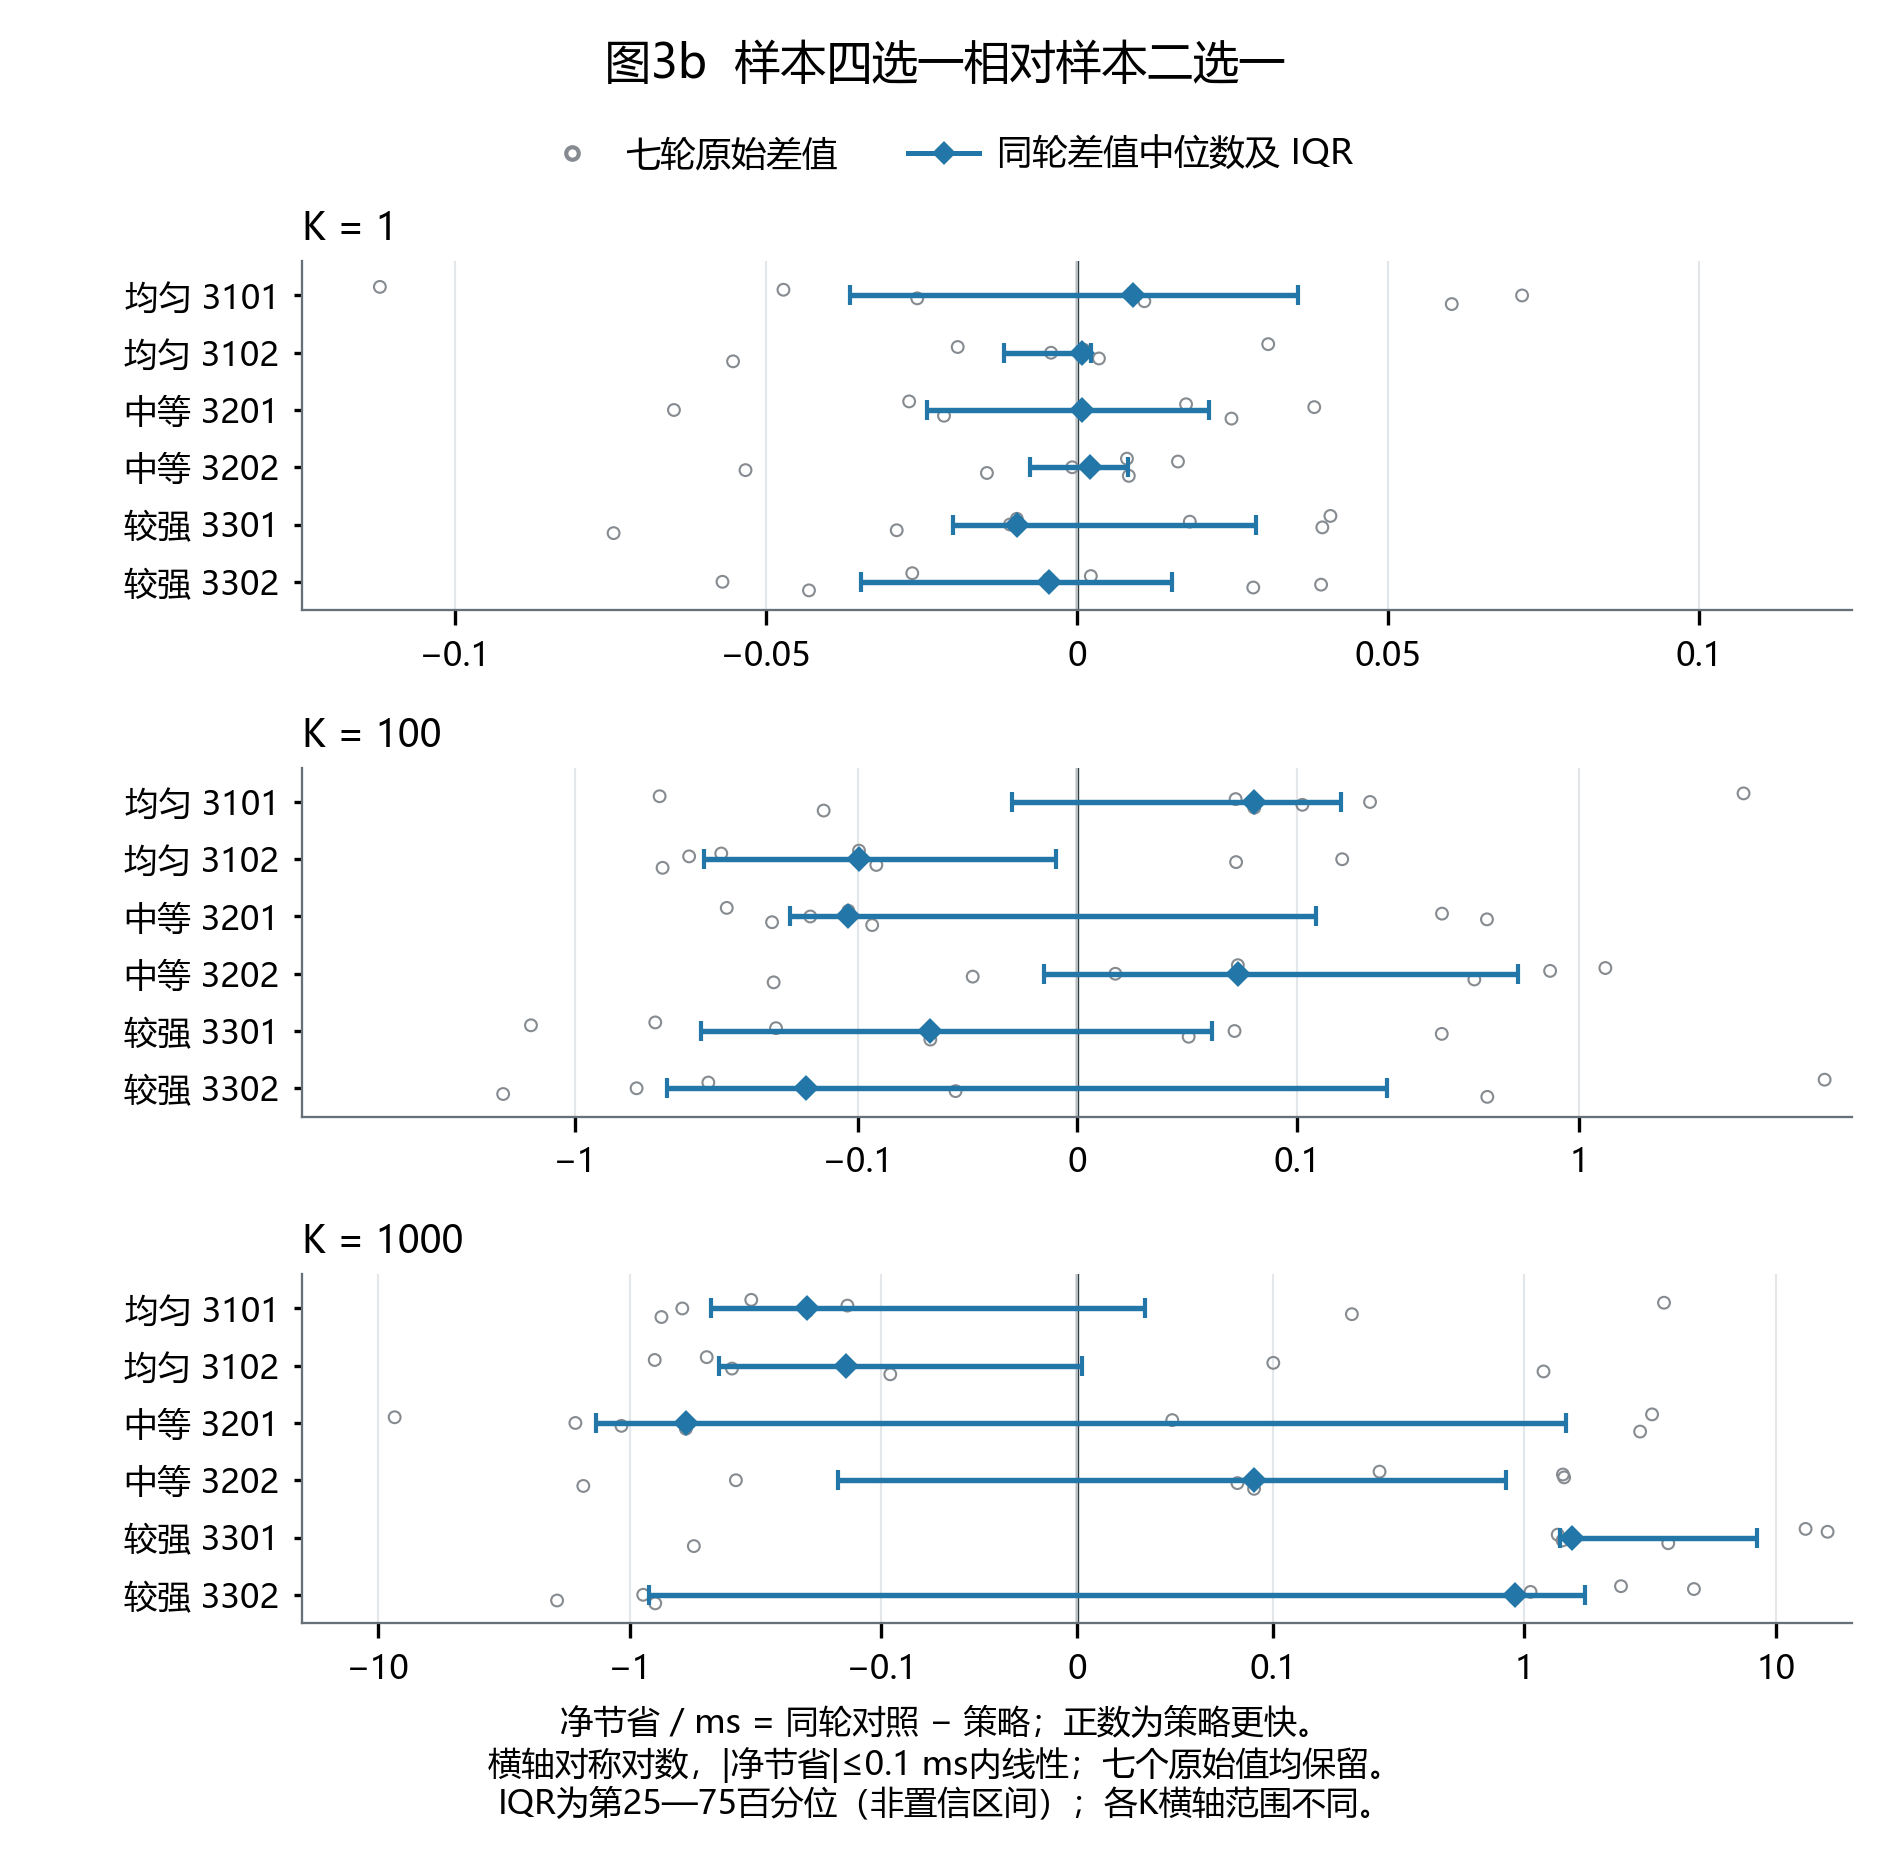 图3b 样本四选一相对样本二选一
七轮原始差值
同轮差值中位数及 IQR
K = 1
均匀 3101
均匀 3102
中等 3201
中等 3202
较强 3301
较强 3302
−0.1 −0.05 0 0.05 0.1
K = 100
均匀 3101
均匀 3102
中等 3201
中等 3202
较强 3301
较强 3302
−1 −0.1 0 0.1 1
K = 1000
均匀 3101
均匀 3102
中等 3201
中等 3202
较强 3301
较强 3302
−10 −1 −0.1 0 0.1 1 10
净节省 / ms = 同轮对照 − 策略；正数为策略更快。
横轴对称对数，|净节省|≤0.1 ms内线性；七个原始值均保留。
IQR为第25—75百分位（非置信区间）；各K横轴范围不同。